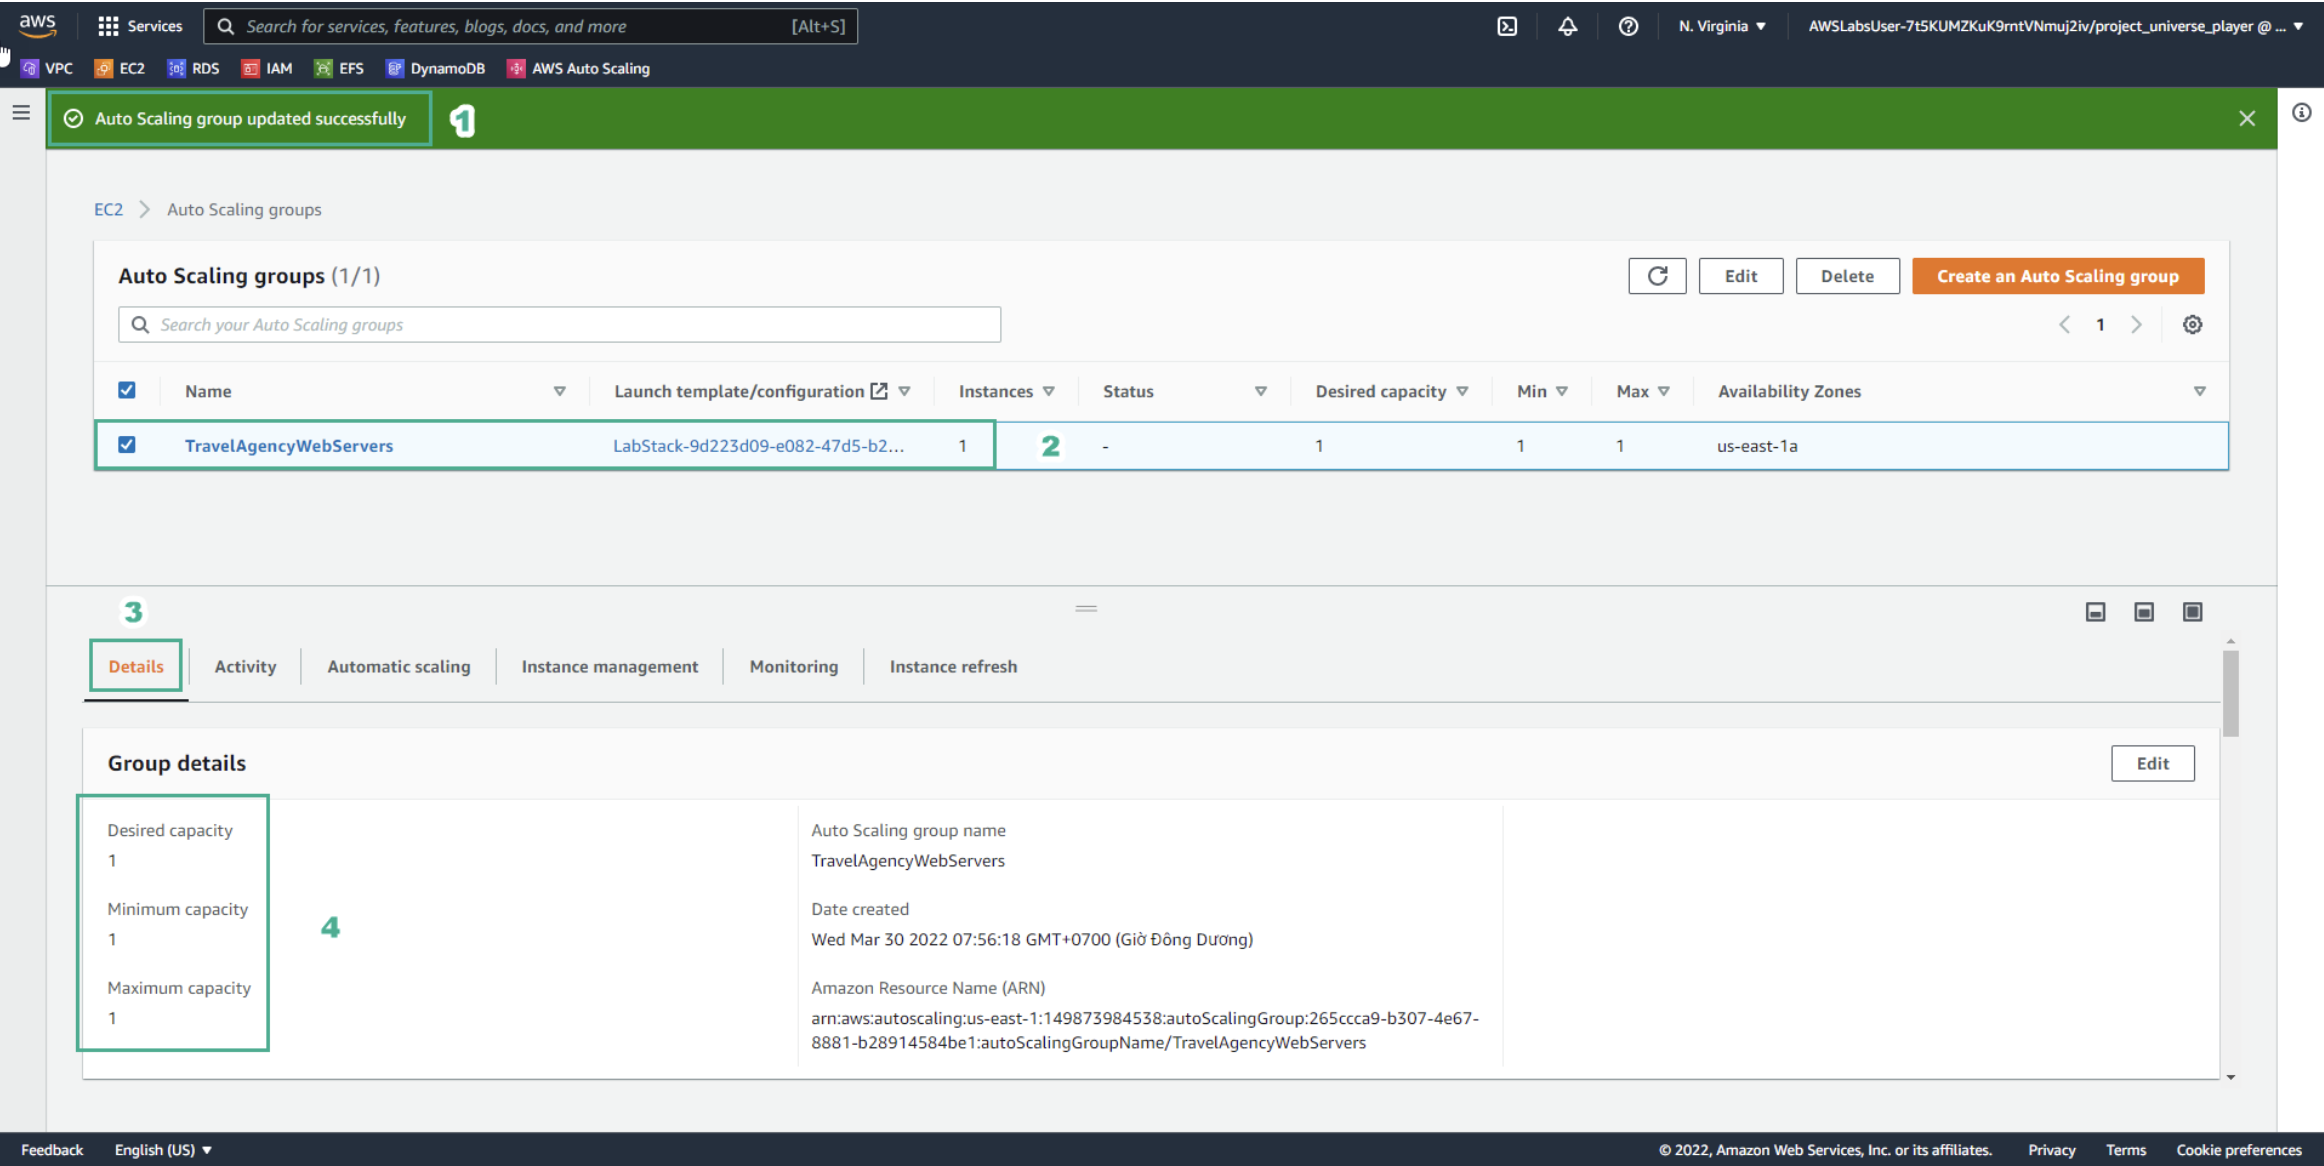 aws
Services
Search for services, features, blogs, docs, and more
[Alt+S]
N. Virginia
AWSLabsUser-7t5KUMZKuK9rntVNmuj2iv/project_universe_player @ ...
VPC
EC2
RDS
IAM
EFS
DynamoDB
AWS Auto Scaling
Auto Scaling group updated successfully
1
EC2 > Auto Scaling groups
Auto Scaling groups (1/1)
Edit
Delete
Create an Auto Scaling group
Search your Auto Scaling groups
1
Name
Launch template/configuration
Instances
Status
Desired capacity
Min
Max
Availability Zones
TravelAgencyWebServers
LabStack-9d223d09-e082-47d5-b2...
1
2
-
1
1
1
us-east-1a
3
Details
Activity
Automatic scaling
Instance management
Monitoring
Instance refresh
Group details
Edit
Desired capacity
1
Minimum capacity
1
Maximum capacity
1
4
Auto Scaling group name
TravelAgencyWebServers
Date created
Wed Mar 30 2022 07:56:18 GMT+0700 (Giờ Đông Dương)
Amazon Resource Name (ARN)
arn:aws:autoscaling:us-east-1:149873984538:autoScalingGroup:265ccca9-b307-4e67-
8881-b28914584be1:autoScalingGroupName/TravelAgencyWebServers
Feedback
English (US)
© 2022, Amazon Web Services, Inc. or its affiliates.
Privacy
Terms
Cookie preferences